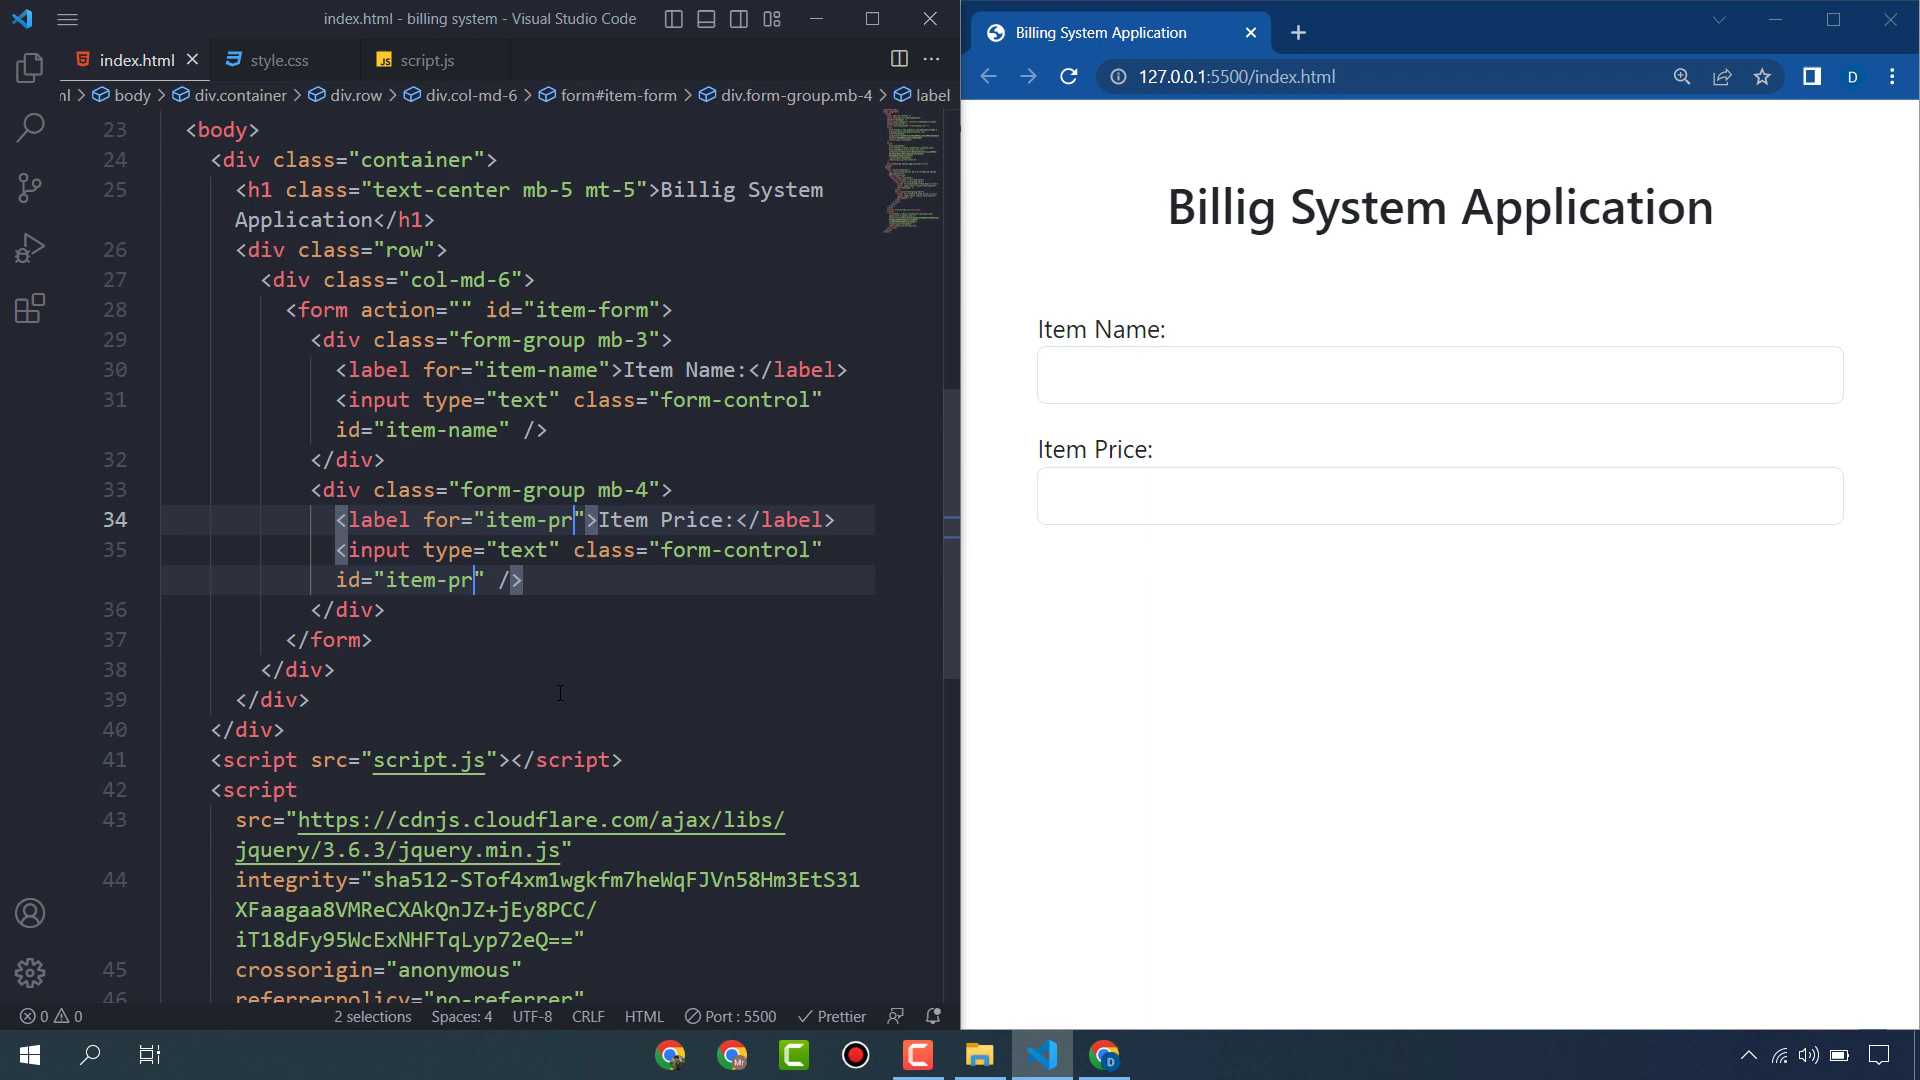 index.html - billing system - Visual Studio Code
index.html
style.css
JS script.js
ml > body > div.container > div.row > div.col-md-6 > form#item-form > div.form-group.mb-4 > label
23 <body>
24 <div class="container">
25 <h1 class="text-center mb-5 mt-5">Billig System
Application</h1>
26 <div class="row">
27 <div class="col-md-6">
28 <form action="" id="item-form">
29 <div class="form-group mb-3">
30 <label for="item-name">Item Name:</label>
31 <input type="text" class="form-control"
id="item-name" />
32 </div>
33 <div class="form-group mb-4">
34 <label for="item-pr">Item Price:</label>
35 <input type="text" class="form-control"
id="item-pr" />
36 </div>
37 </form>
38 </div>
39 </div>
40 </div>
41 <script src="script.js"></script>
42 <script
43 src="https://cdnjs.cloudflare.com/ajax/libs/
jquery/3.6.3/jquery.min.js"
44 integrity="sha512-STof4xm1wgkfm7heWqFJVn58Hm3EtS31
XFaagaa8VMReCXAkQnJZ+jEy8PCC/
iT18dFy95WcExNHFTqLyp72eQ=="
45 crossorigin="anonymous"
46 referrerpolicy="no-referrer"
0 0
2 selections
Spaces: 4
UTF-8
CRLF
HTML
Port : 5500
Prettier
Billing System Application
127.0.0.1:5500/index.html
D
Billig System Application
Item Name:
Item Price:
Mr
D